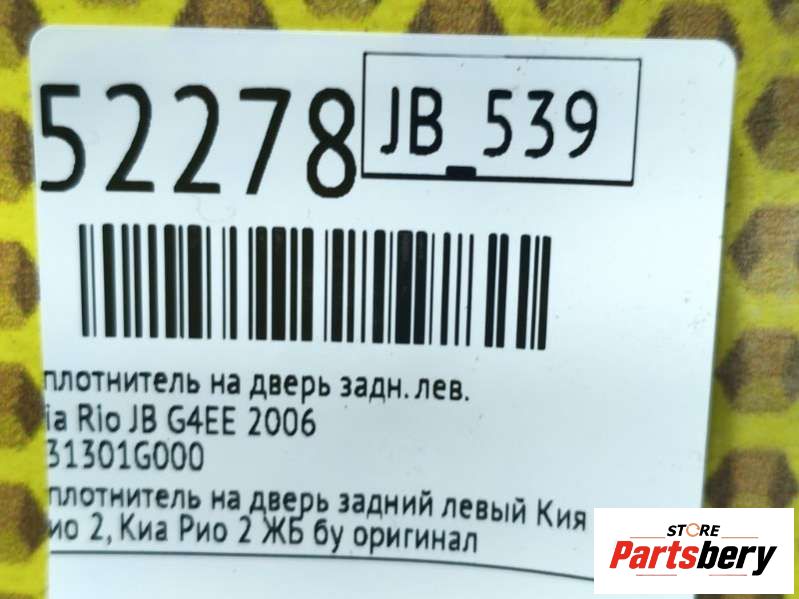 52278
JB_539
плотнитель на дверь задн. лев.
ia Rio JB G4EE 2006
31301G000
плотнитель на дверь задний левый Кия
ио 2, Киа Рио 2 ЖБ бу оригинал
STORE
Partsbery